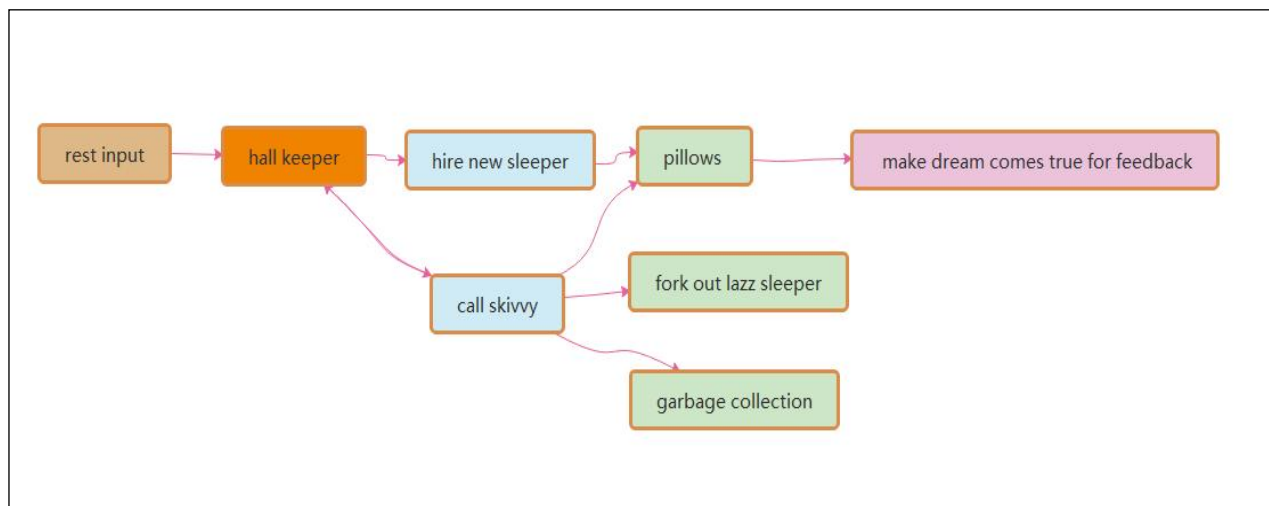 rest input
hall keeper
hire new sleeper
pillows
make dream comes true for feedback
call skivvy
fork out lazz sleeper
garbage collection